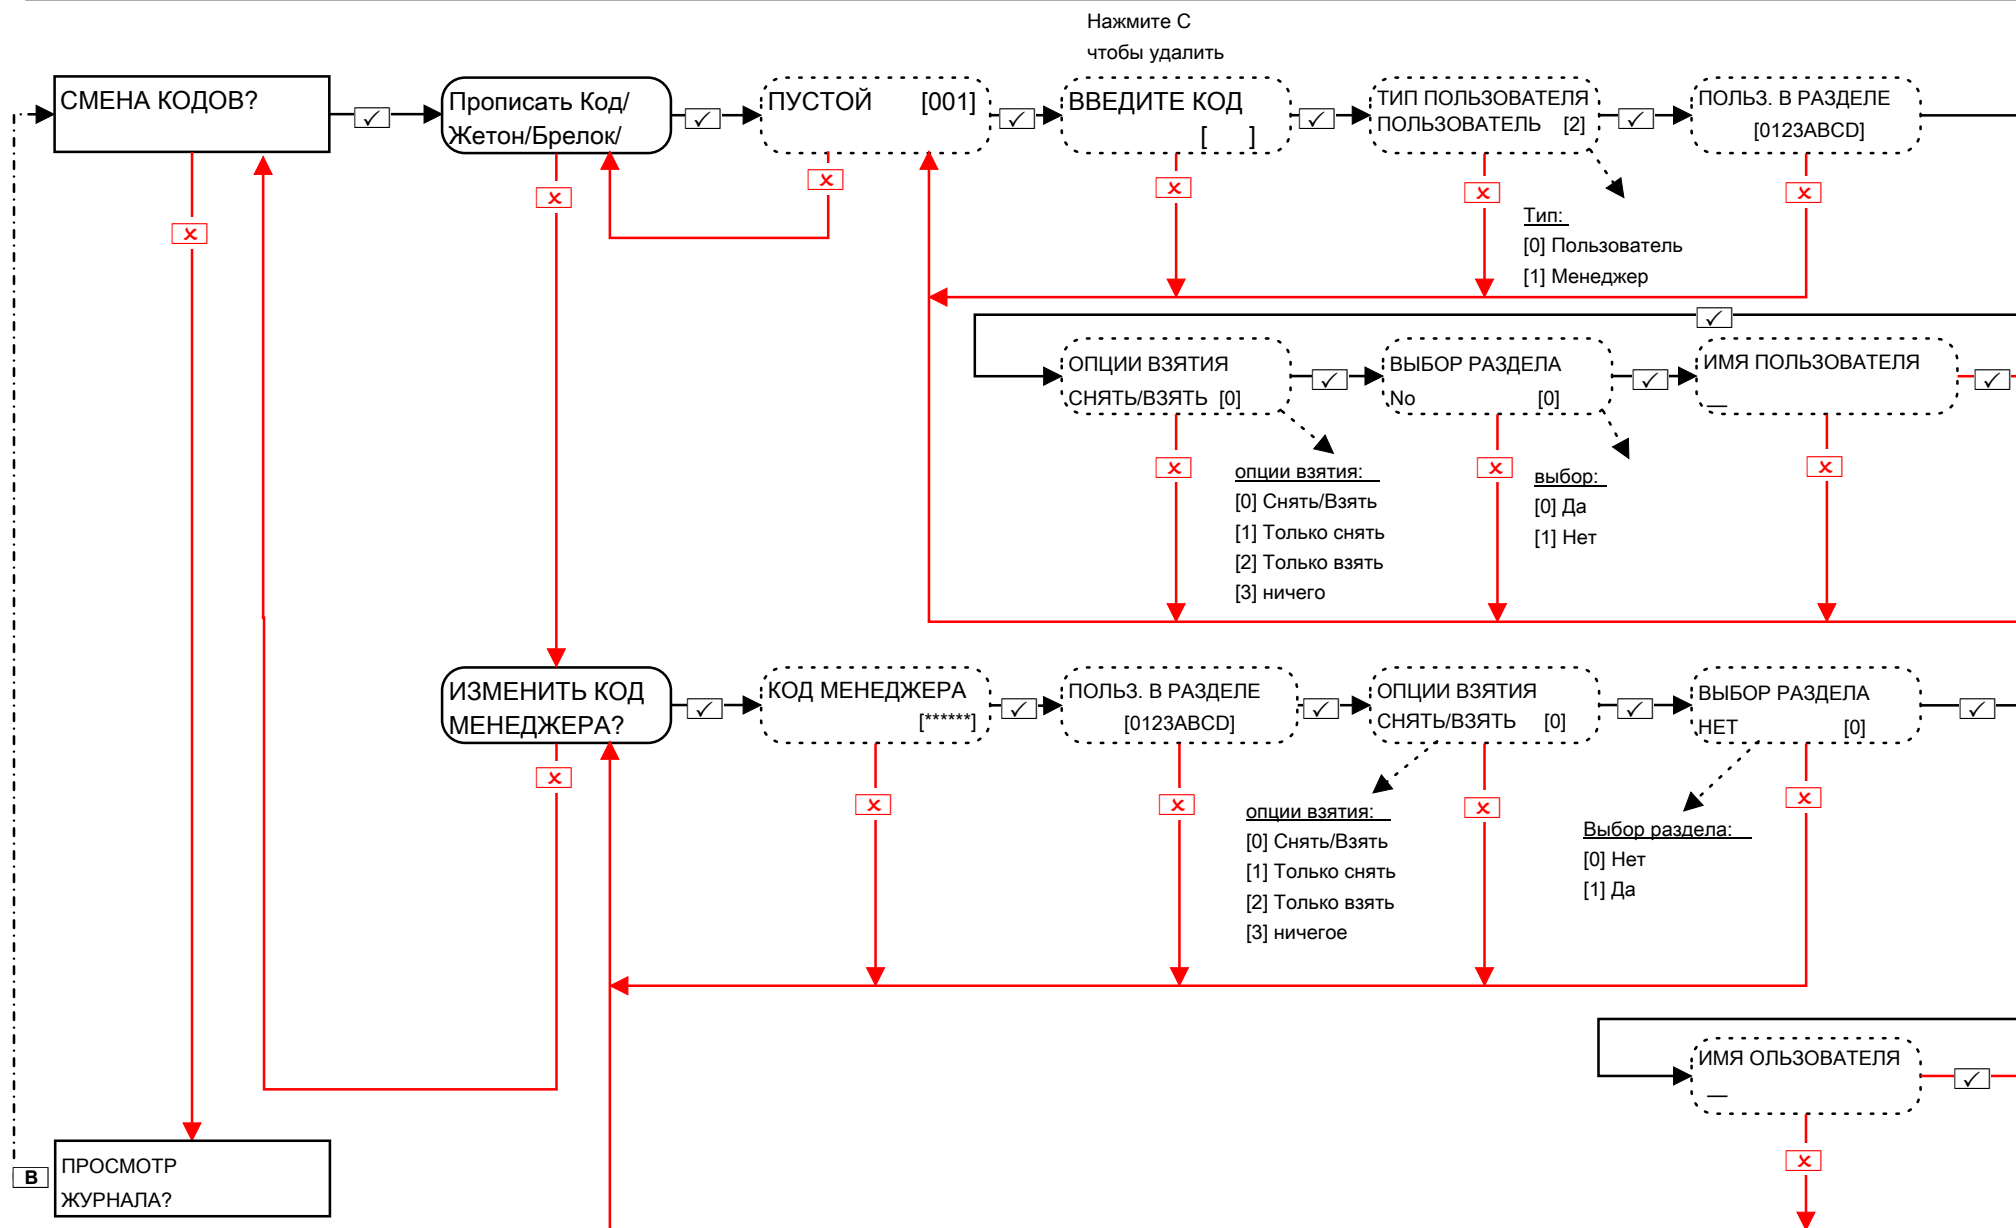 Нажмите С
чтобы удалить
СМЕНА КОДОВ?
Прописать Код/
Жетон/Брелок/
ПУСТОЙ [001]
ВВЕДИТЕ КОД
[ ]
ТИП ПОЛЬЗОВАТЕЛЯ
ПОЛЬЗОВАТЕЛЬ [2]
ПОЛЬЗ. В РАЗДЕЛЕ
[0123ABCD]
Тип:
[0] Пользователь
[1] Менеджер
ОПЦИИ ВЗЯТИЯ
СНЯТЬ/ВЗЯТЬ [0]
ВЫБОР РАЗДЕЛА
No [0]
ИМЯ ПОЛЬЗОВАТЕЛЯ
__
опции взятия:
[0] Снять/Взять
[1] Только снять
[2] Только взять
[3] ничего
выбор:
[0] Да
[1] Нет
ИЗМЕНИТЬ КОД
МЕНЕДЖЕРА?
КОД МЕНЕДЖЕРА
[******]
ПОЛЬЗ. В РАЗДЕЛЕ
[0123ABCD]
ОПЦИИ ВЗЯТИЯ
СНЯТЬ/ВЗЯТЬ [0]
ВЫБОР РАЗДЕЛА
НЕТ [0]
опции взятия:
[0] Снять/Взять
[1] Только снять
[2] Только взять
[3] ничегое
Выбор раздела:
[0] Нет
[1] Да
ИМЯ ОЛЬЗОВАТЕЛЯ
__
B
ПРОСМОТР
ЖУРНАЛА?